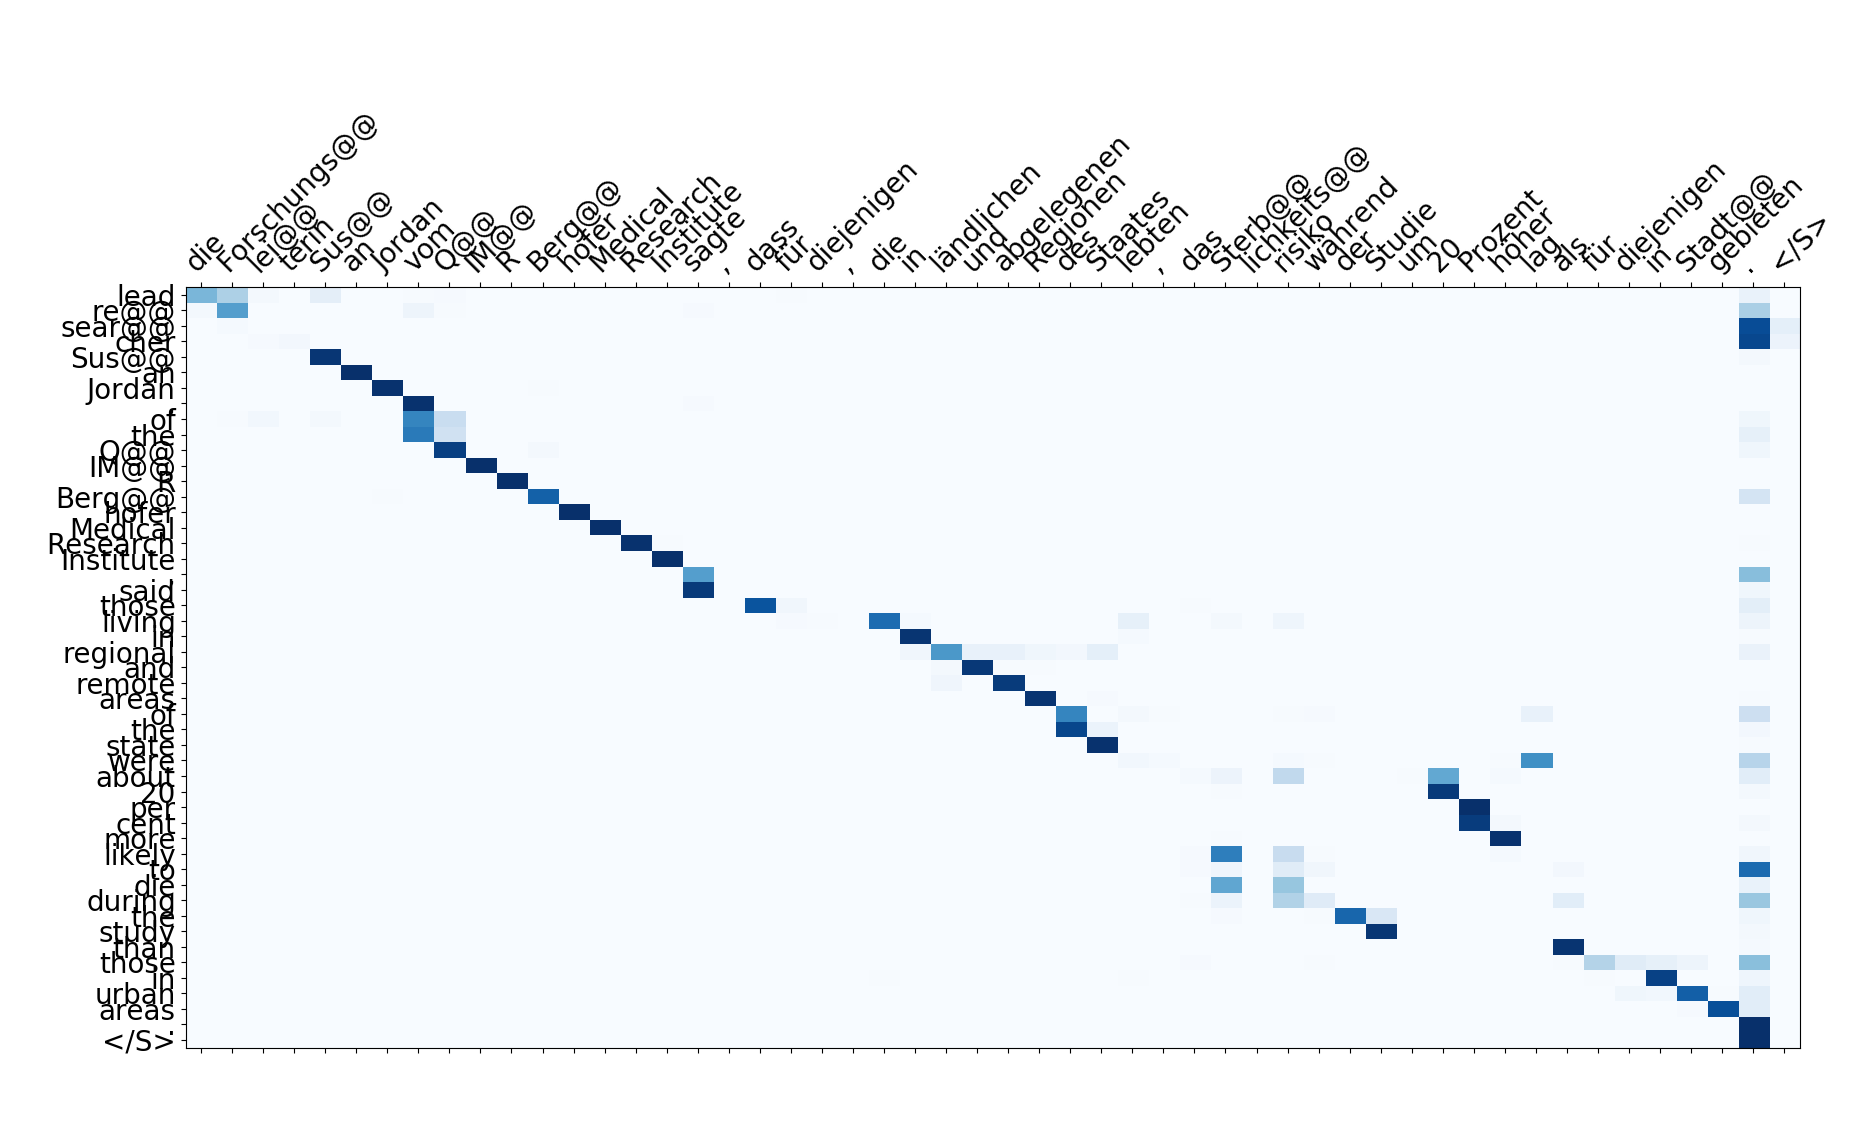 die
Forschungs@@
lei@@
terin
Sus@@
an
Jordan
vom
Q@@
IM@@
R
Berg@@
hofer
Medical
Research
Institute
sagte
,
dass
für
diejenigen
,
die
in
ländlichen
und
abgelegenen
Regionen
des
Staates
lebten
,
das
Sterb@@
lichkeits@@
risiko
während
der
Studie
um
20
Prozent
höher
lag
als
für
diejenigen
in
Stadt@@
gebieten
.
</S>
lead
re@@
sear@@
cher
Sus@@
an
Jordan
of
the
Q@@
IM@@
R
Berg@@
hofer
Medical
Research
Institute
,
said
those
living
in
regional
and
remote
areas
of
the
state
were
about
20
per
cent
more
likely
to
die
during
the
study
than
those
in
urban
areas
.
</S>